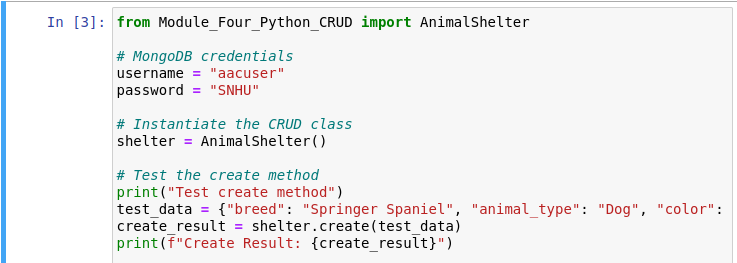 In [3]: from Module_Four_Python_CRUD import AnimalShelter
# MongoDB credentials
username = "aacuser"
password = "SNHU"
# Instantiate the CRUD class
shelter = AnimalShelter()
# Test the create method
print("Test create method")
test_data = {"breed": "Springer Spaniel", "animal_type": "Dog", "color":
create_result = shelter.create(test_data)
print(f"Create Result: {create_result}")